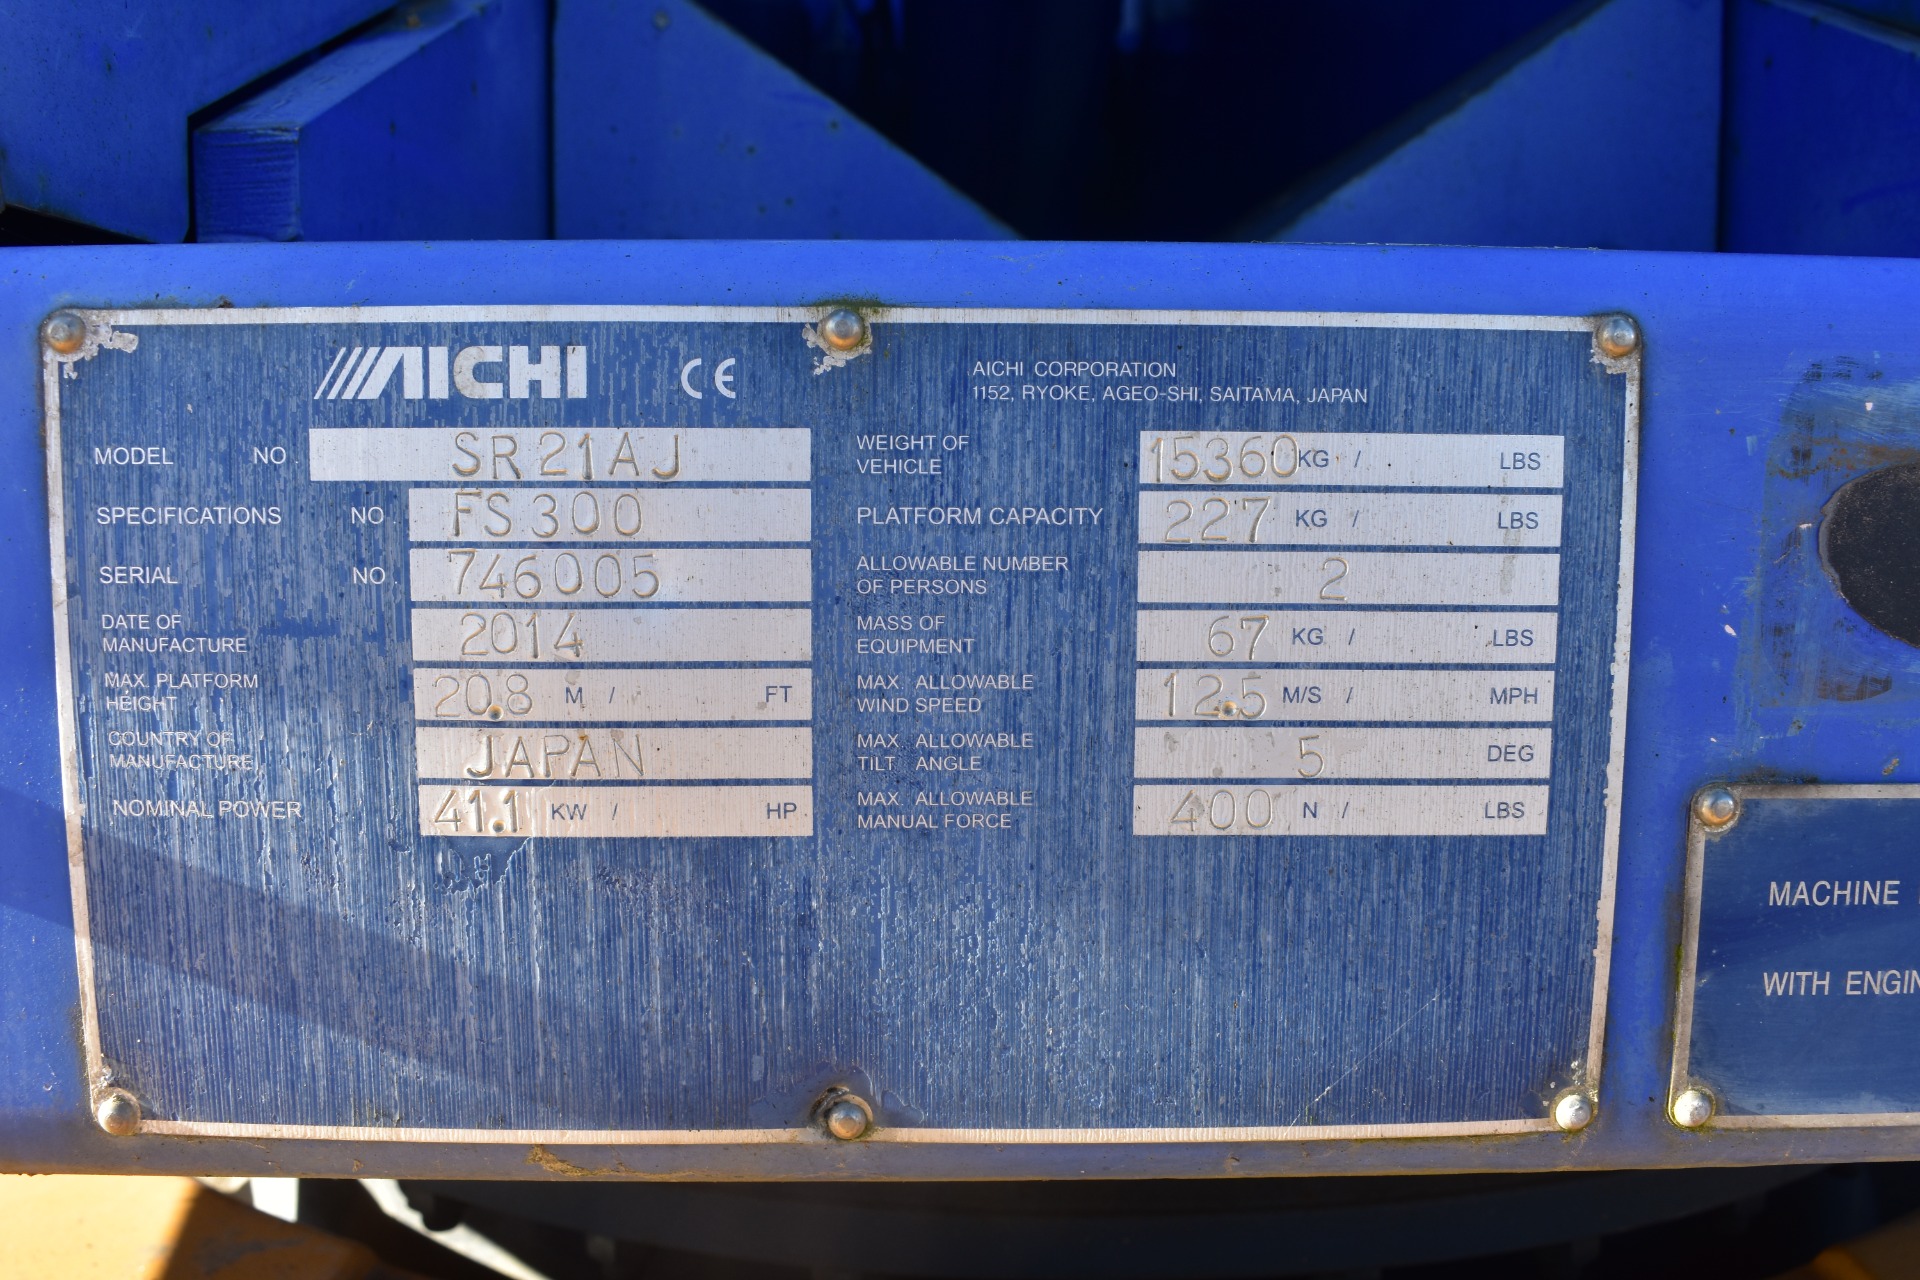 AICHI CE
AICHI CORPORATION
1152, RYOKE, AGEO-SHI, SAITAMA, JAPAN
MODEL NO. SR21AJ
SPECIFICATIONS NO. FS300
SERIAL NO. 746005
DATE OF
MANUFACTURE 2014
MAX. PLATFORM
HEIGHT 20.8 M / FT
COUNTRY OF
MANUFACTURE JAPAN
NOMINAL POWER 41.1 KW / HP
WEIGHT OF
VEHICLE 15360 KG / LBS
PLATFORM CAPACITY 227 KG / LBS
ALLOWABLE NUMBER
OF PERSONS 2
MASS OF
EQUIPMENT 67 KG / LBS
MAX. ALLOWABLE
WIND SPEED 12.5 M/S / MPH
MAX. ALLOWABLE
TILT ANGLE 5 DEG
MAX. ALLOWABLE
MANUAL FORCE 400 N / LBS
MACHINE
WITH